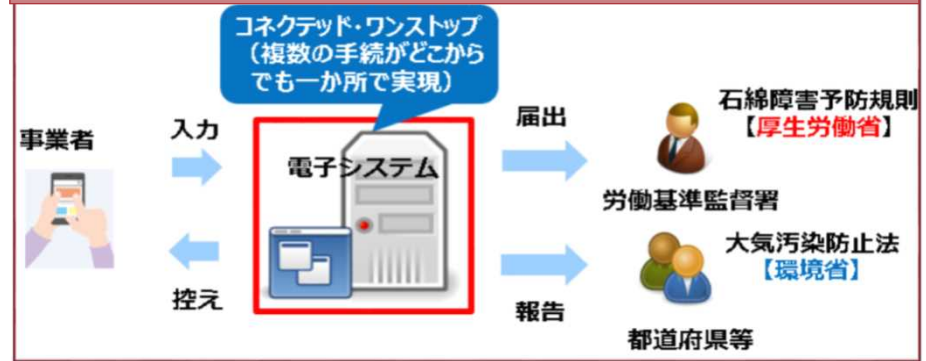 コネクテッド・ワンストップ
（複数の手続がどこから
でも一か所で実現）
事業者
入力
電子システム
控え
届出
石綿障害予防規則
【厚生労働省】
労働基準監督署
大気汚染防止法
【環境省】
報告
都道府県等